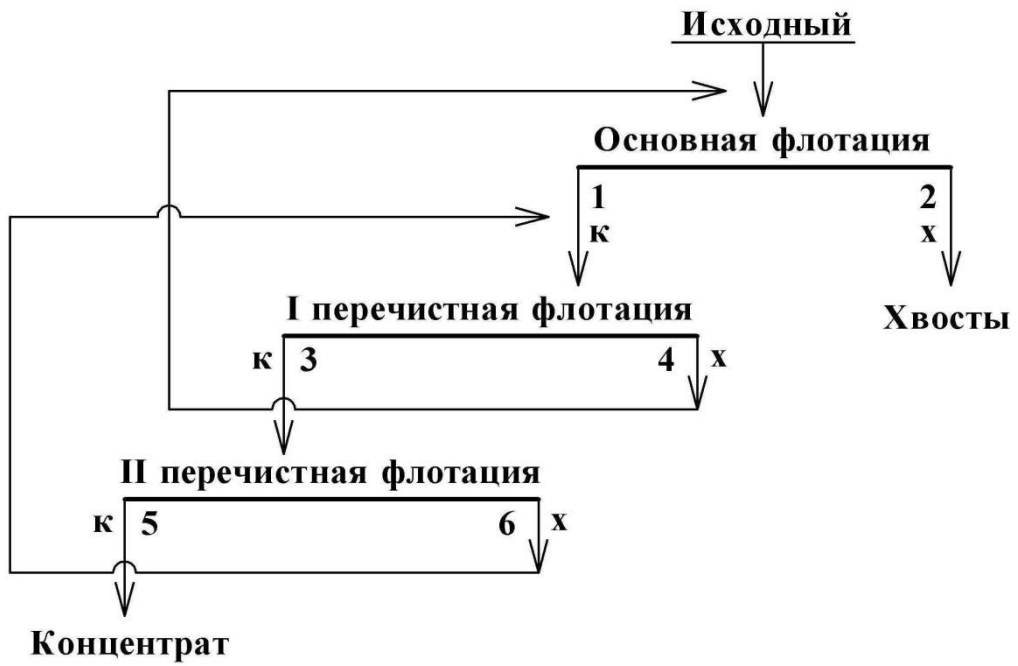 Исходный
Основная флотация
1 2
к х
I перечистная флотация
Хвосты
к 3 4 х
II перечистная флотация
к 5 6 х
Концентрат